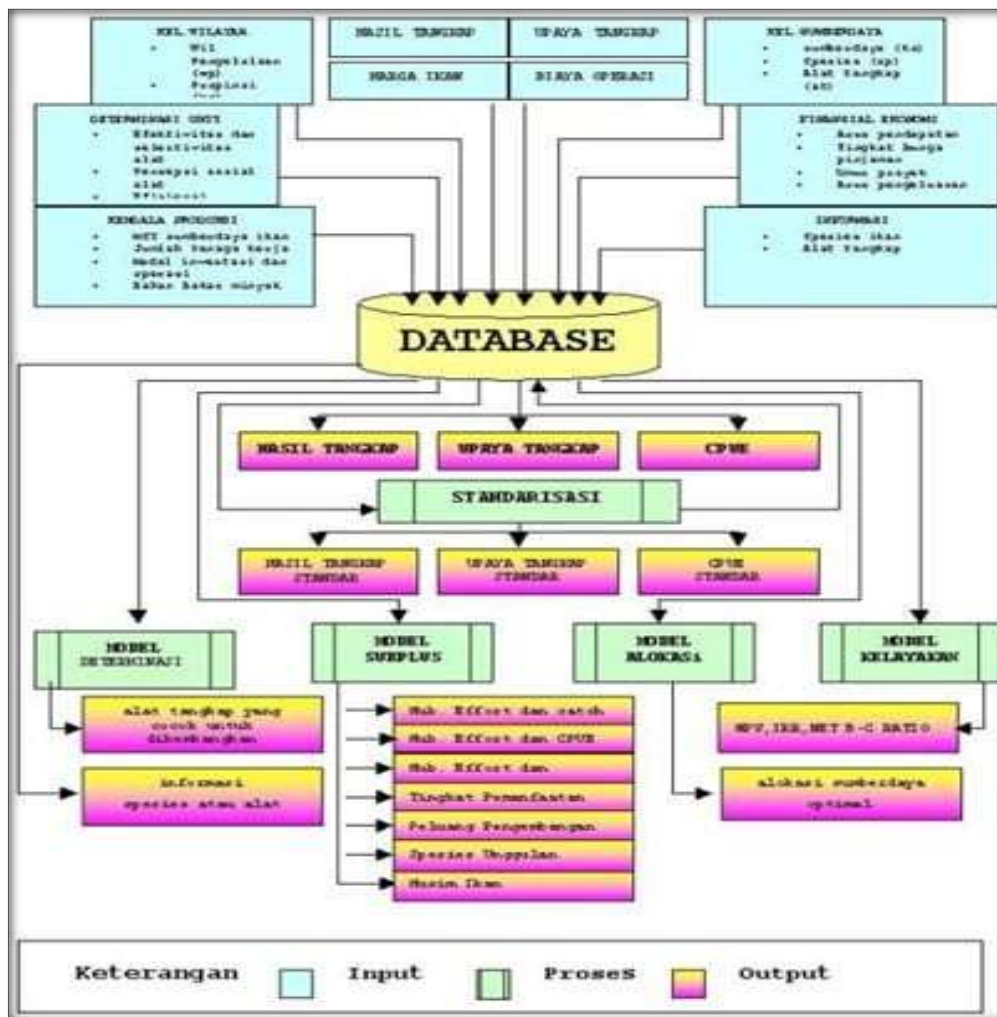 KEL WILAYAH
• Wil
Pengelolaan
(wp)
• Propinsi
HASIL TANGKAP
UPAYA TANGKAP
HARGA IKAN
BIAYA OPERASI
KEL SUMBERDAYA
• sumberdaya
• Spesies (sp)
• Alat tangkap
DETERMINASI UNIT
• Efektivitas dan
selektivitas
alat
• Persepsi sosial
alat
FINANSIAL EKONOMI
• Arus pendapatan
• Tingkat bunga
pinjaman
• Umur proyek
• Arus pengeluaran
KENDALA PRODUKSI
• MSY sumberdaya ikan
• Jumlah tenaga kerja
• Modal investasi dan
operasi
• Bahan bakar minyak
INFORMASI
• Spesies ikan
• Alat tangkap
DATABASE
HASIL TANGKAP
UPAYA TANGKAP
CPUE
STANDARISASI
HASIL TANGKAP
STANDAR
UPAYA TANGKAP
STANDAR
CPUE
STANDAR
MODEL
DETERMINASI
MODEL
SURPLUS
MODEL
ALOKASi
MODEL
KELAYAKAN
alat tangkap yang
cocok untuk
dikembangkan
informasi
spesies atau alat
Hub. Effort dan catch
Hub. Effort dan CPUE
Hub. Effort dan
Tingkat Pemanfaatan
Peluang Pengembangan
Spesies Unggulan
Musim Ikan
NPV,IRR,NET B-C RATIO
alokasi sumberdaya
optimal
Keterangan
Input
Proses
Output